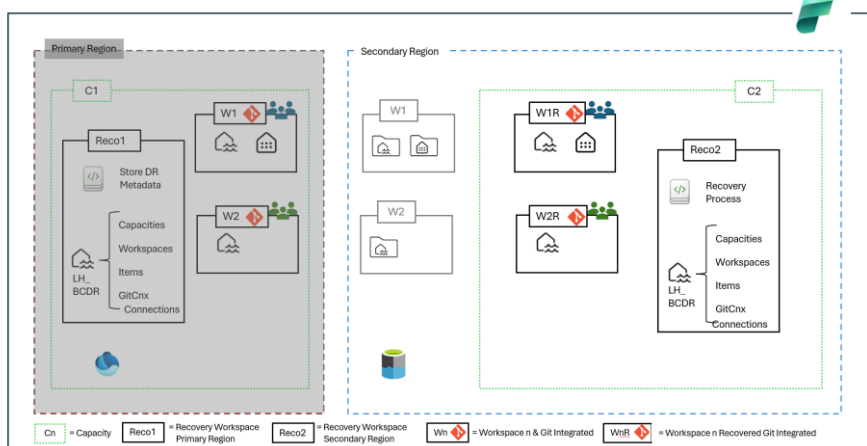 Primary Region
Secondary Region
C1
C2
W1
W1
W1R
Reco1
Reco2
Store DR
Metadata
Recovery
Process
W2
W2
W2R
Capacities
Workspaces
Items
GitCnx
Connections
LH_
BCDR
Capacities
Workspaces
Items
GitCnx
Connections
LH_
BCDR
Cn = Capacity
Reco1 = Recovery Workspace
Primary Region
Reco2 = Recovery Workspace
Secondary Region
Wn = Workspace n & Git Integrated
WnR = Workspace n Recovered Git Integrated